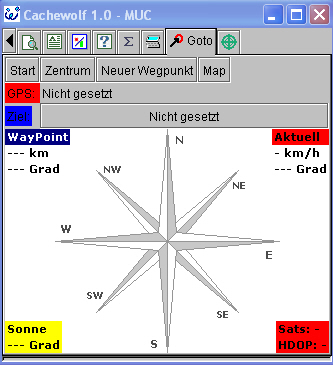 Cachewolf 1.0 - MUC
Goto
Start Zentrum Neuer Wegpunkt Map
GPS: Nicht gesetzt
Ziel: Nicht gesetzt
WayPoint
--- km
--- Grad
Aktuell
- km/h
--- Grad
N
NW
NE
W
E
SW
SE
S
Sonne
--- Grad
Sats: -
HDOP: -